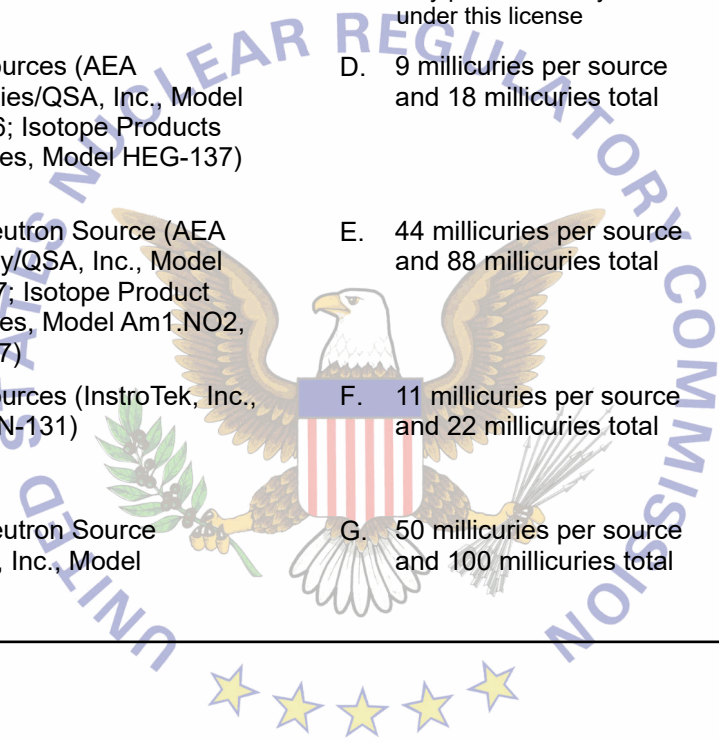 under this license
urces (AEA
ies/QSA, Inc., Model
6; Isotope Products
es, Model HEG-137)
D. 9 millicuries per source
and 18 millicuries total
eutron Source (AEA
y/QSA, Inc., Model
7; Isotope Product
es, Model Am1.NO2,
7)
E. 44 millicuries per source
and 88 millicuries total
urces (InstroTek, Inc.,
N-131)
F. 11 millicuries per source
and 22 millicuries total
eutron Source
, Inc., Model
G. 50 millicuries per source
and 100 millicuries total
UNITED STATES NUCLEAR REGULATORY COMMISSION